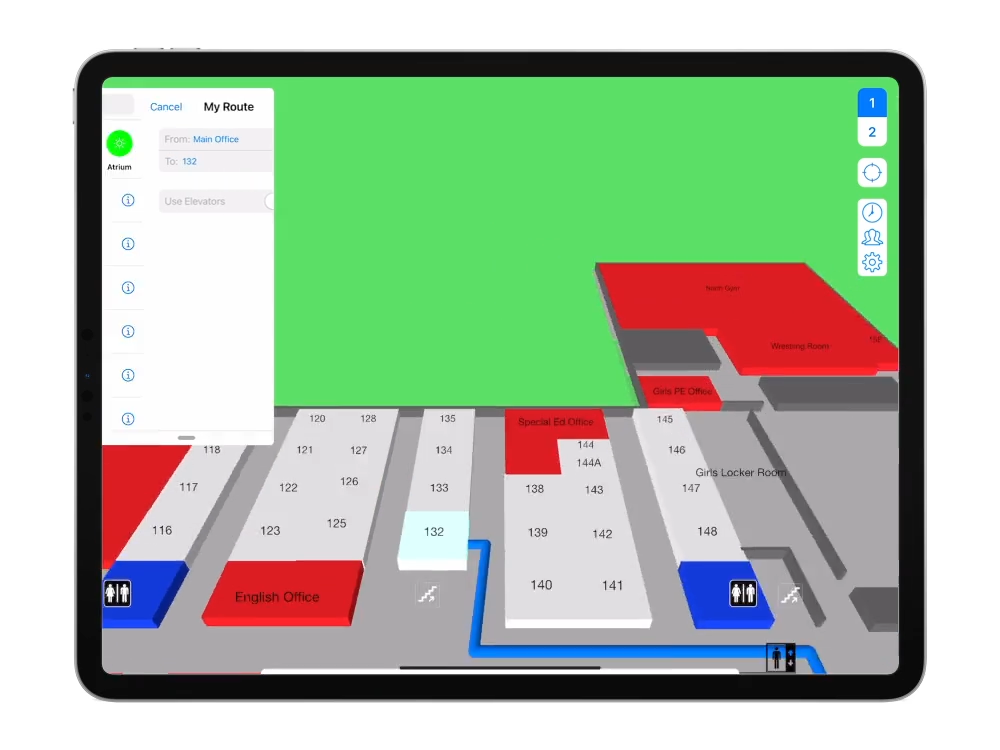 Cancel
My Route
From: Main Office
To: 132
Use Elevators
Atrium
1
2
North Gym
Wrestling Room
Girls PE Office
Special Ed Office
Girls Locker Room
120
128
135
144
144A
145
118
121
127
134
146
117
122
126
133
138
143
147
116
123
125
132
139
142
148
English Office
140
141